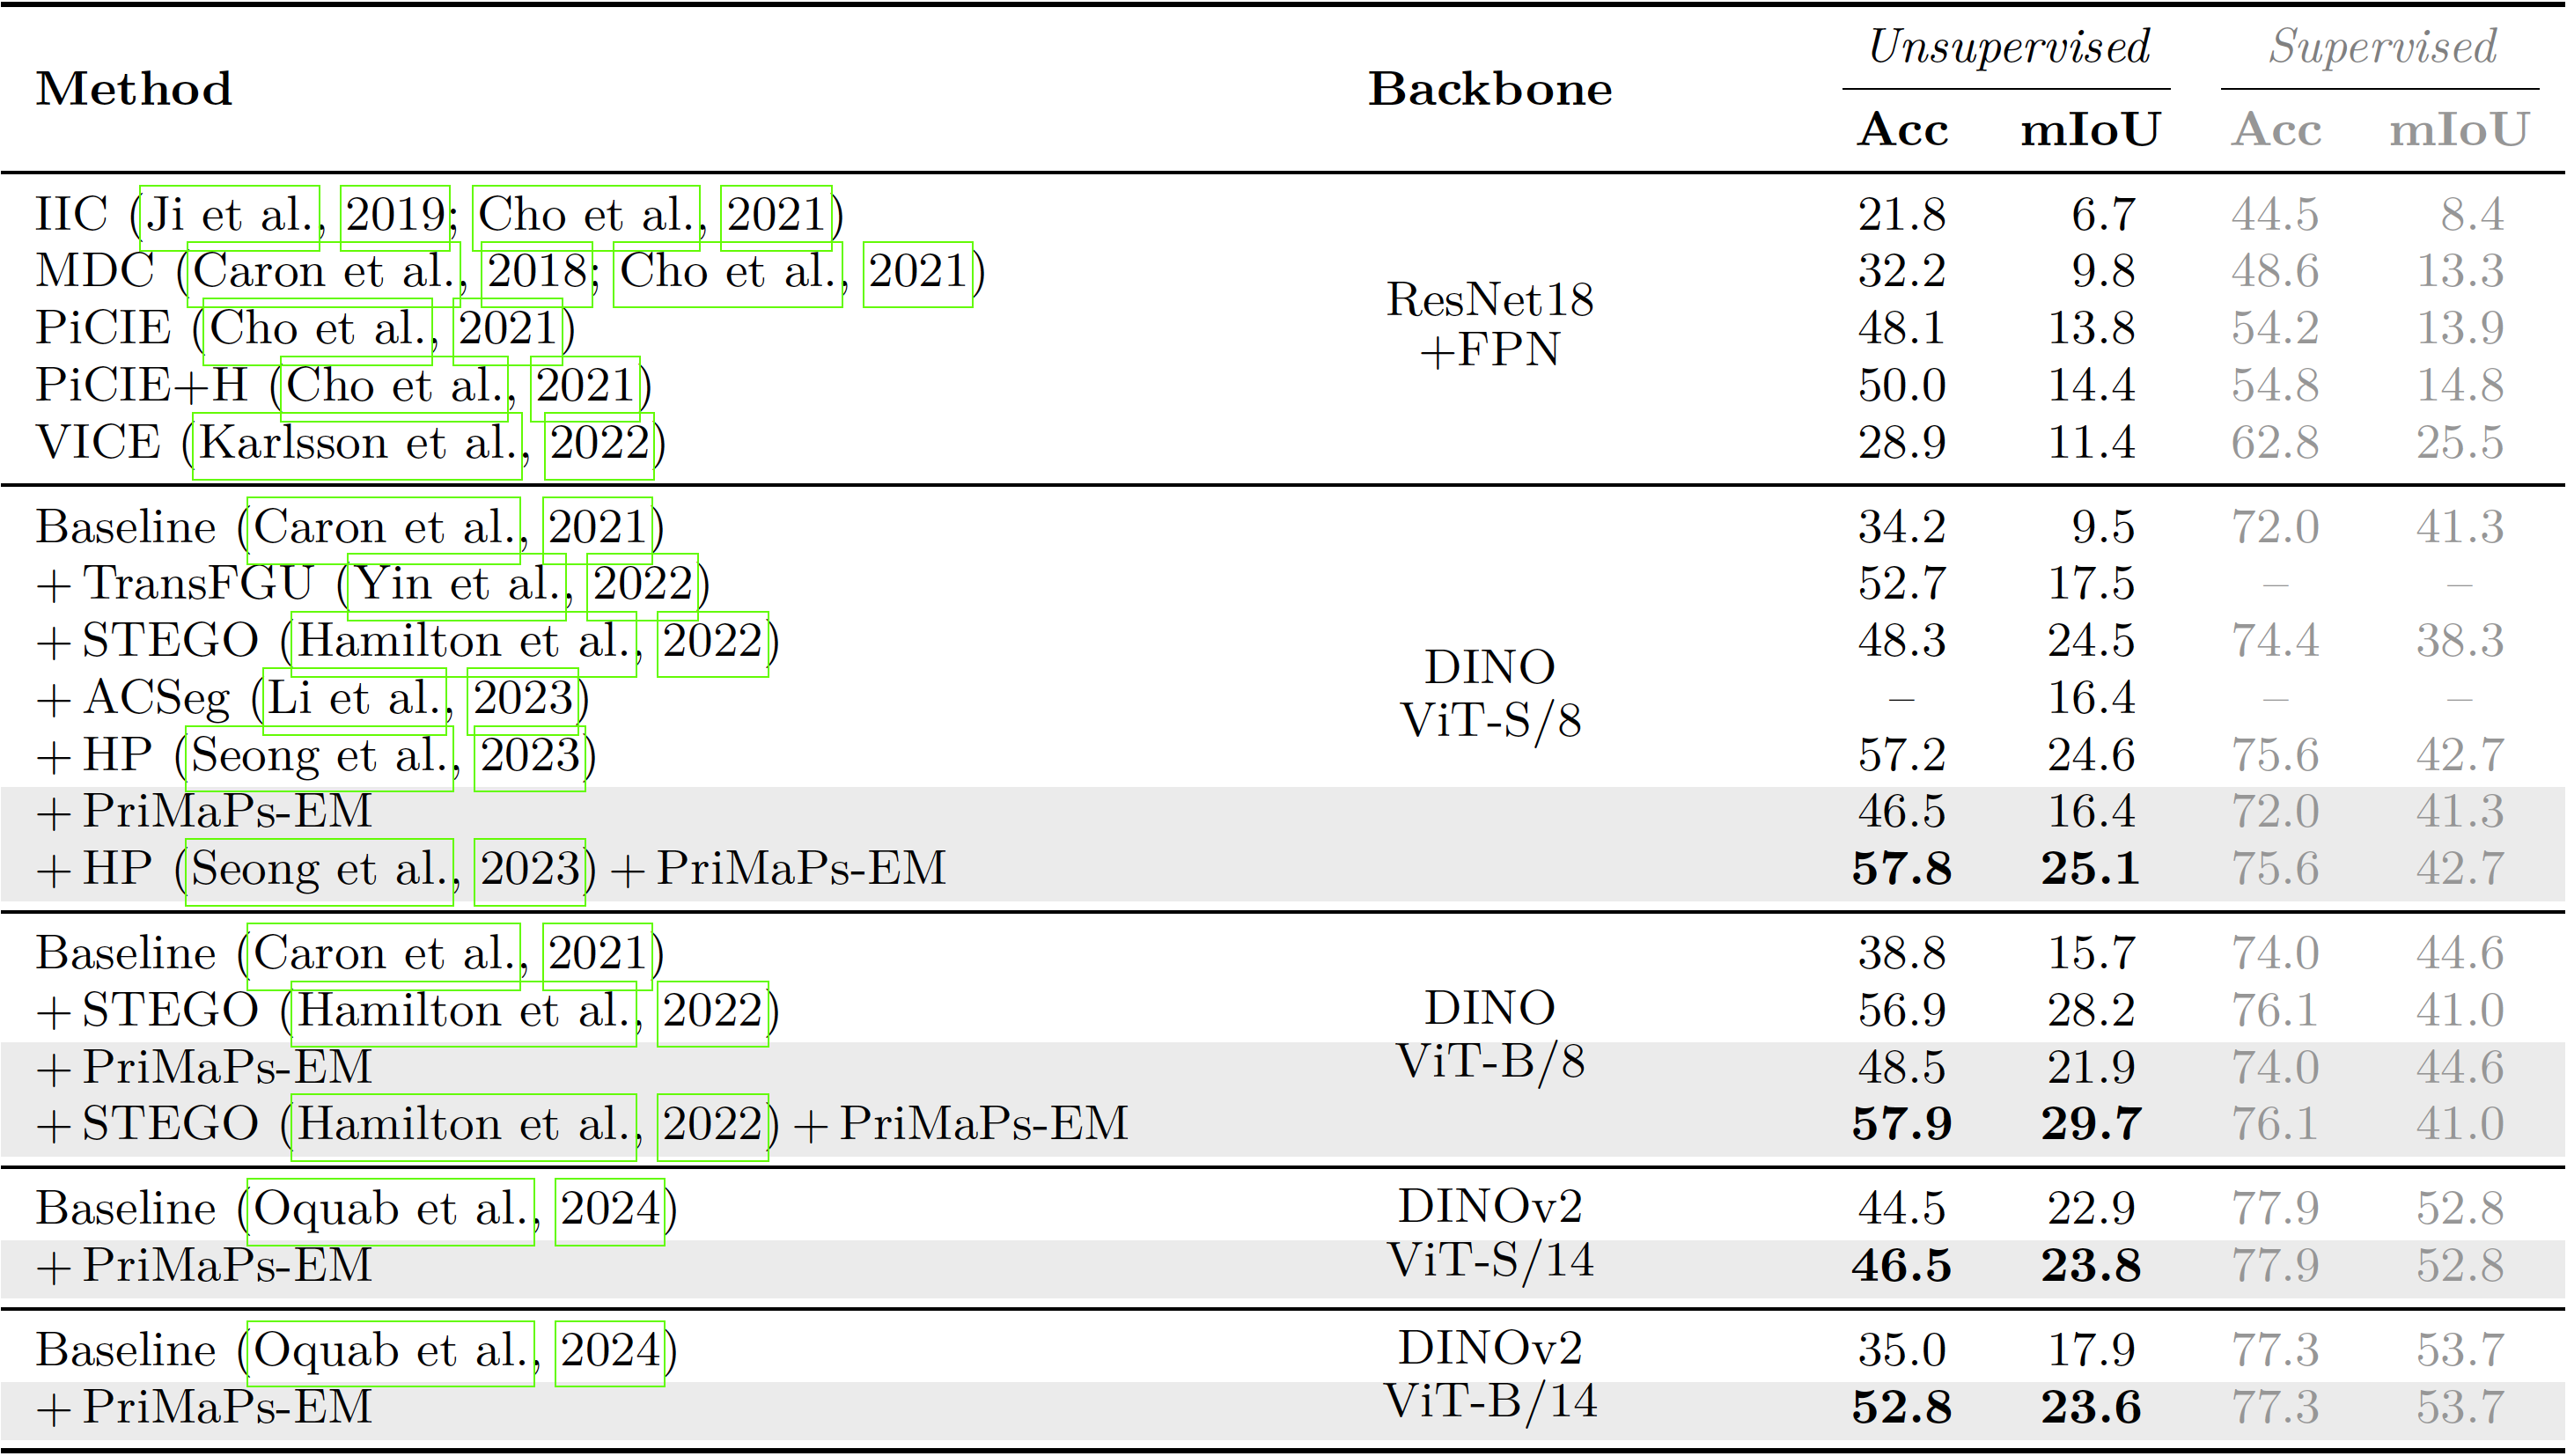 Method Backbone Unsupervised Supervised
Acc mIoU Acc mIoU
IIC (Ji et al., 2019; Cho et al., 2021) ResNet18 +FPN 21.8 6.7 44.5 8.4
MDC (Caron et al., 2018; Cho et al., 2021) 32.2 9.8 48.6 13.3
PiCIE (Cho et al., 2021) 48.1 13.8 54.2 13.9
PiCIE+H (Cho et al., 2021) 50.0 14.4 54.8 14.8
VICE (Karlsson et al., 2022) 28.9 11.4 62.8 25.5
Baseline (Caron et al., 2021) DINO ViT-S/8 34.2 9.5 72.0 41.3
+ TransFGU (Yin et al., 2022) 52.7 17.5 – –
+ STEGO (Hamilton et al., 2022) 48.3 24.5 74.4 38.3
+ ACSeg (Li et al., 2023) – 16.4 – –
+ HP (Seong et al., 2023) 57.2 24.6 75.6 42.7
+ PriMaPs-EM 46.5 16.4 72.0 41.3
+ HP (Seong et al., 2023) + PriMaPs-EM 57.8 25.1 75.6 42.7
Baseline (Caron et al., 2021) DINO ViT-B/8 38.8 15.7 74.0 44.6
+ STEGO (Hamilton et al., 2022) 56.9 28.2 76.1 41.0
+ PriMaPs-EM 48.5 21.9 74.0 44.6
+ STEGO (Hamilton et al., 2022) + PriMaPs-EM 57.9 29.7 76.1 41.0
Baseline (Oquab et al., 2024) DINOv2 ViT-S/14 44.5 22.9 77.9 52.8
+ PriMaPs-EM 46.5 23.8 77.9 52.8
Baseline (Oquab et al., 2024) DINOv2 ViT-B/14 35.0 17.9 77.3 53.7
+ PriMaPs-EM 52.8 23.6 77.3 53.7